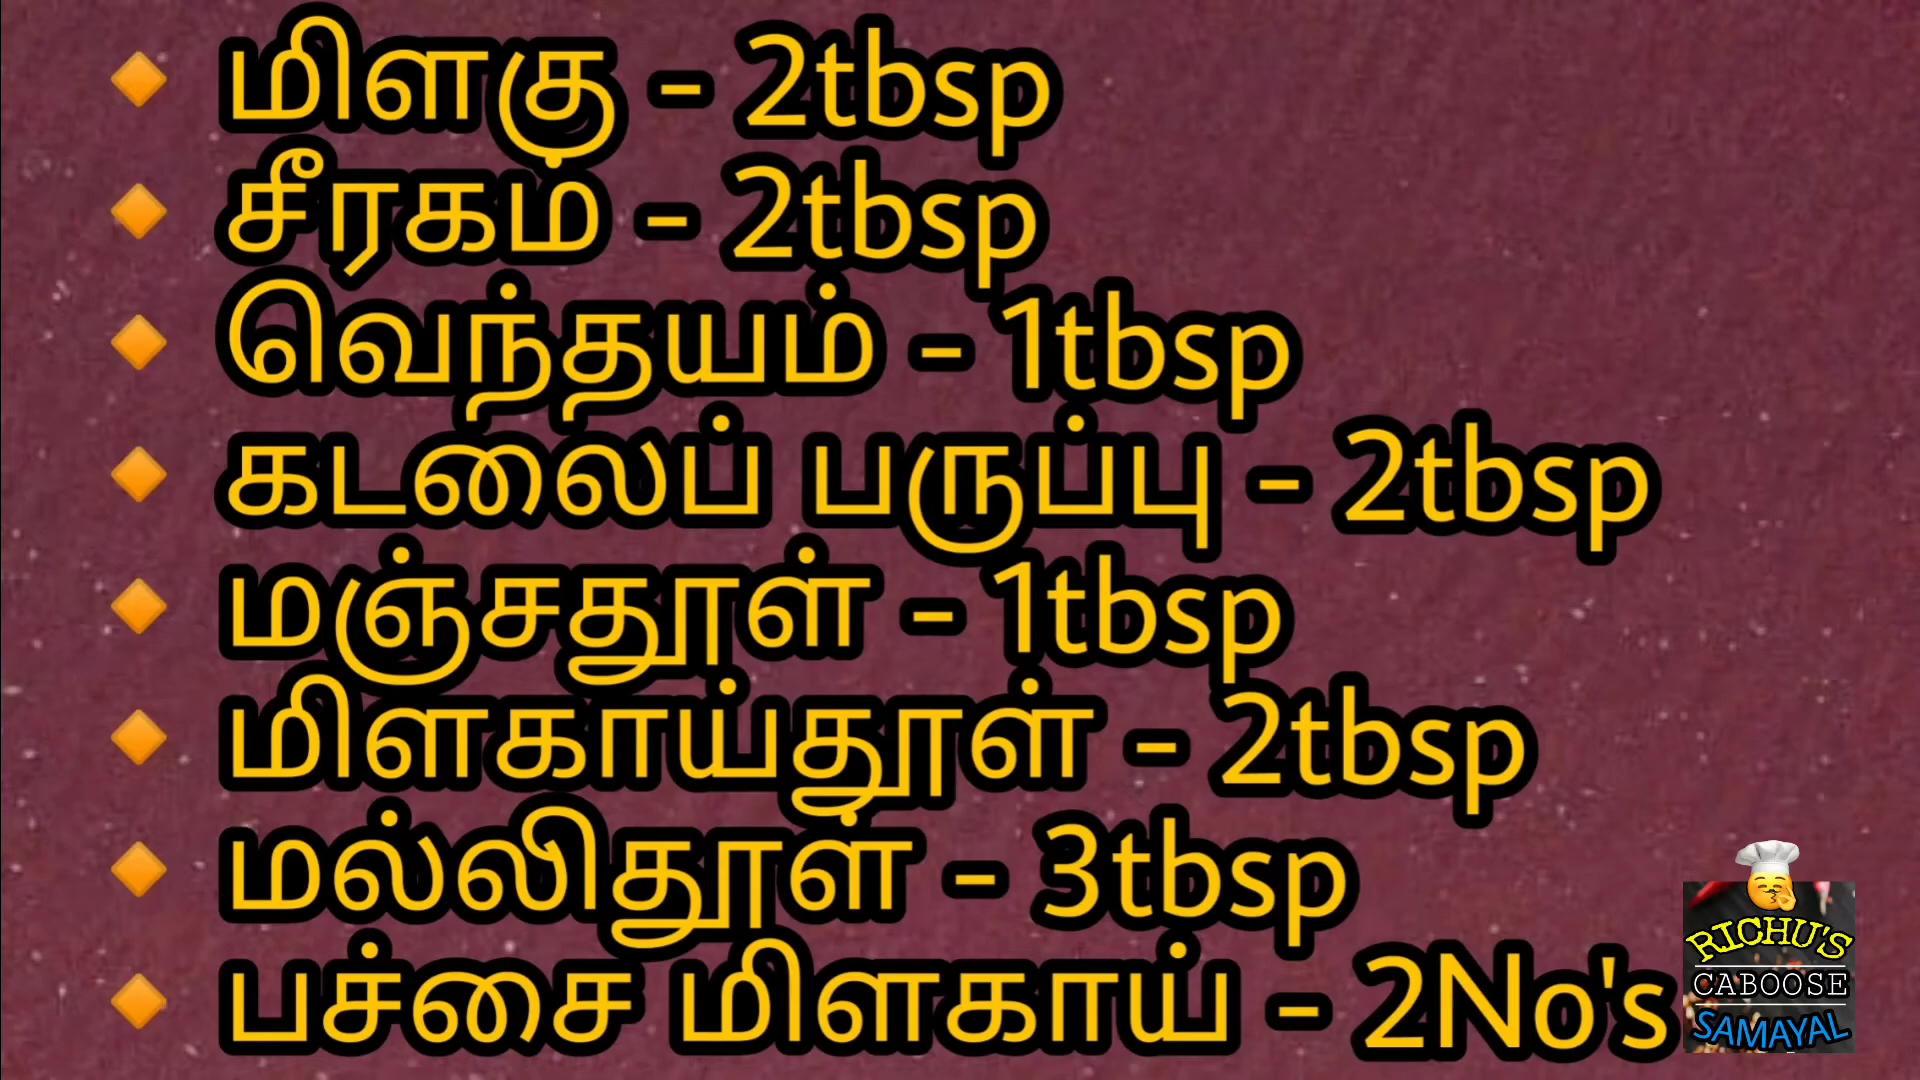 🔸 மிளகு - 2tbsp
🔸 சீரகம் - 2tbsp
🔸 வெந்தயம் - 1tbsp
🔸 கடலைப் பருப்பு - 2tbsp
🔸 மஞ்சதூள் - 1tbsp
🔸 மிளகாய்தூள் - 2tbsp
🔸 மல்லிதூள் - 3tbsp
🔸 பச்சை மிளகாய் - 2No's
RICHU'S
CABOOSE
SAMAYAL